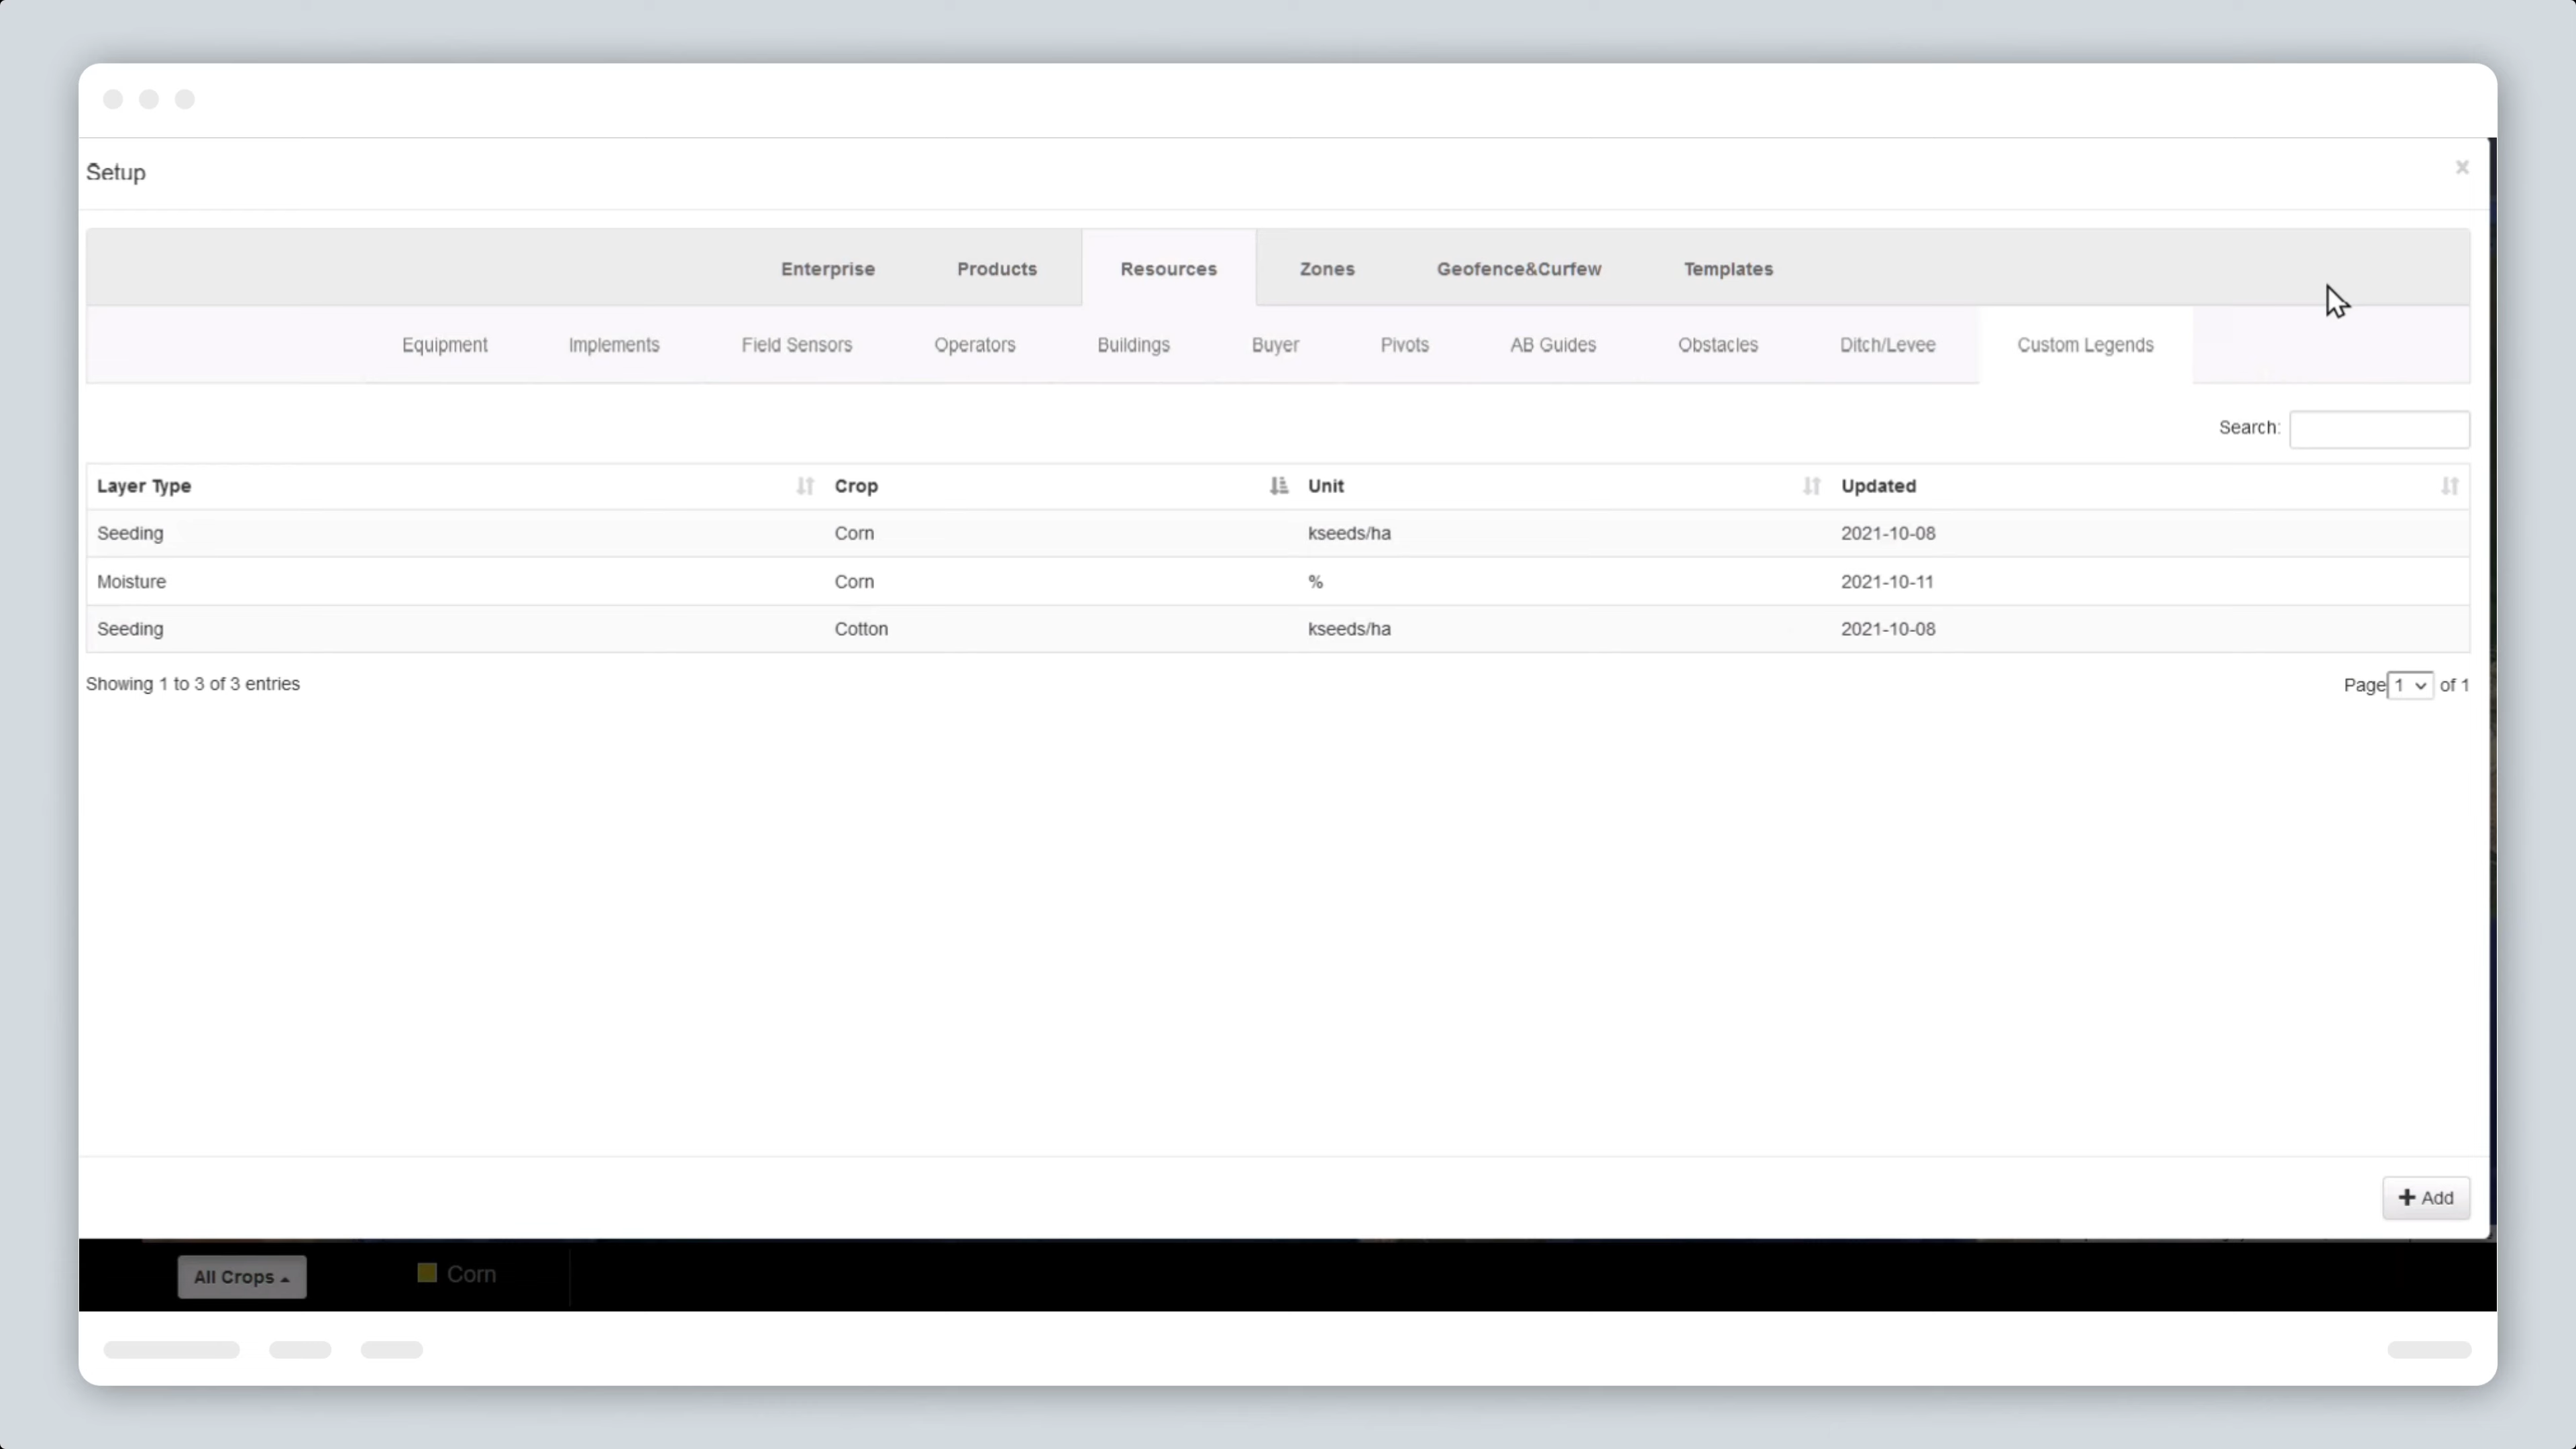 Setup
×
Enterprise Products Resources Zones Geofence&Curfew Templates
Equipment Implements Field Sensors Operators Buildings Buyer Pivots AB Guides Obstacles Ditch/Levee Custom Legends
Search:
Layer Type Crop Unit Updated
Seeding Corn kseeds/ha 2021-10-08
Moisture Corn % 2021-10-11
Seeding Cotton kseeds/ha 2021-10-08
Showing 1 to 3 of 3 entries Page 1 of 1
+ Add
All Crops Corn